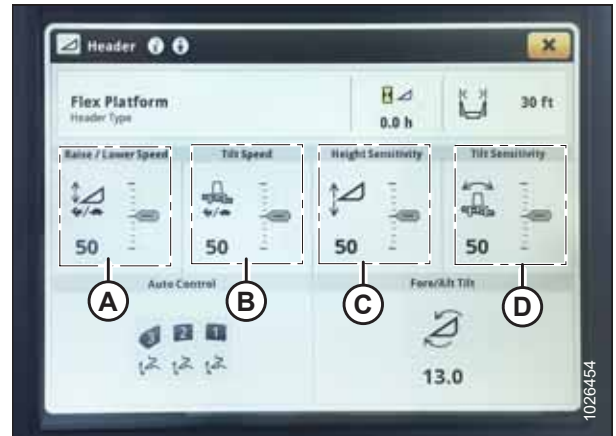 Header
Flex Platform
Header Type
0.0 h
30 ft
Raise / Lower Speed
Tilt Speed
Height Sensitivity
Tilt Sensitivity
50
50
50
50
A
B
C
D
Auto Control
Fore/Aft Tilt
3 2 1
13.0
1026454